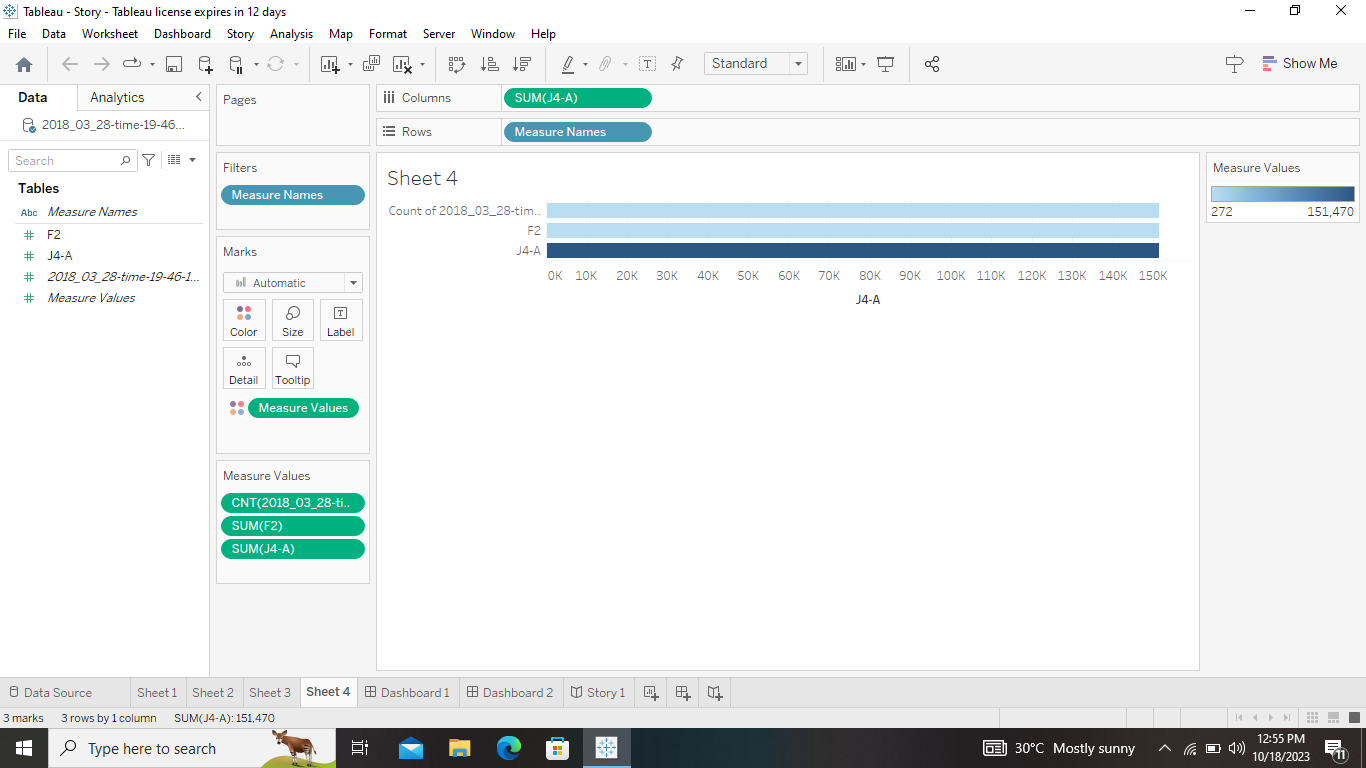 Tableau - Story - Tableau license expires in 12 days
File Data Worksheet Dashboard Story Analysis Map Format Server Window Help
Standard
Show Me
Data Analytics
2018_03_28-time-19-46...
Search
Tables
Abc Measure Names
F2
J4-A
2018_03_28-time-19-46-1...
Measure Values
Pages
Filters
Measure Names
Marks
Automatic
Color Size Label
Detail Tooltip
Measure Values
Measure Values
CNT(2018_03_28-ti..
SUM(F2)
SUM(J4-A)
Columns SUM(J4-A)
Rows Measure Names
Sheet 4
Count of 2018_03_28-tim..
F2
J4-A
0K 10K 20K 30K 40K 50K 60K 70K 80K 90K 100K 110K 120K 130K 140K 150K
J4-A
Measure Values
272 151,470
Data Source Sheet 1 Sheet 2 Sheet 3 Sheet 4 Dashboard 1 Dashboard 2 Story 1
3 marks 3 rows by 1 column SUM(J4-A): 151,470
Type here to search
30°C Mostly sunny
12:55 PM
10/18/2023
11